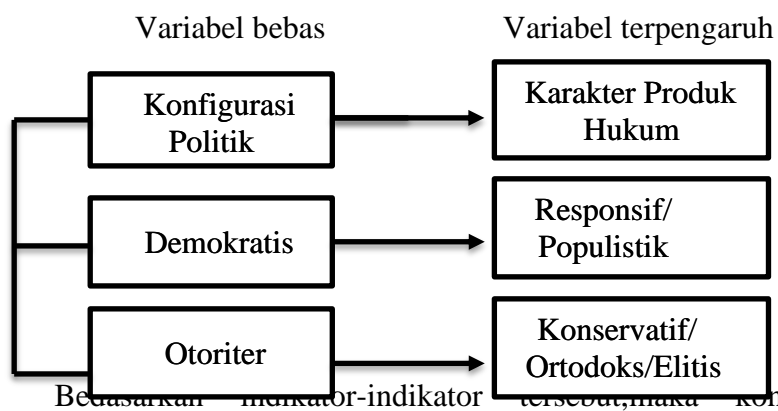 Variabel bebas Variabel terpengaruh
Konfigurasi
Politik
Karakter Produk
Hukum
Demokratis
Responsif/
Populistik
Otoriter
Konservatif/
Ortodoks/Elitis
Bedasarkan indikator-indikator tersebut,maka